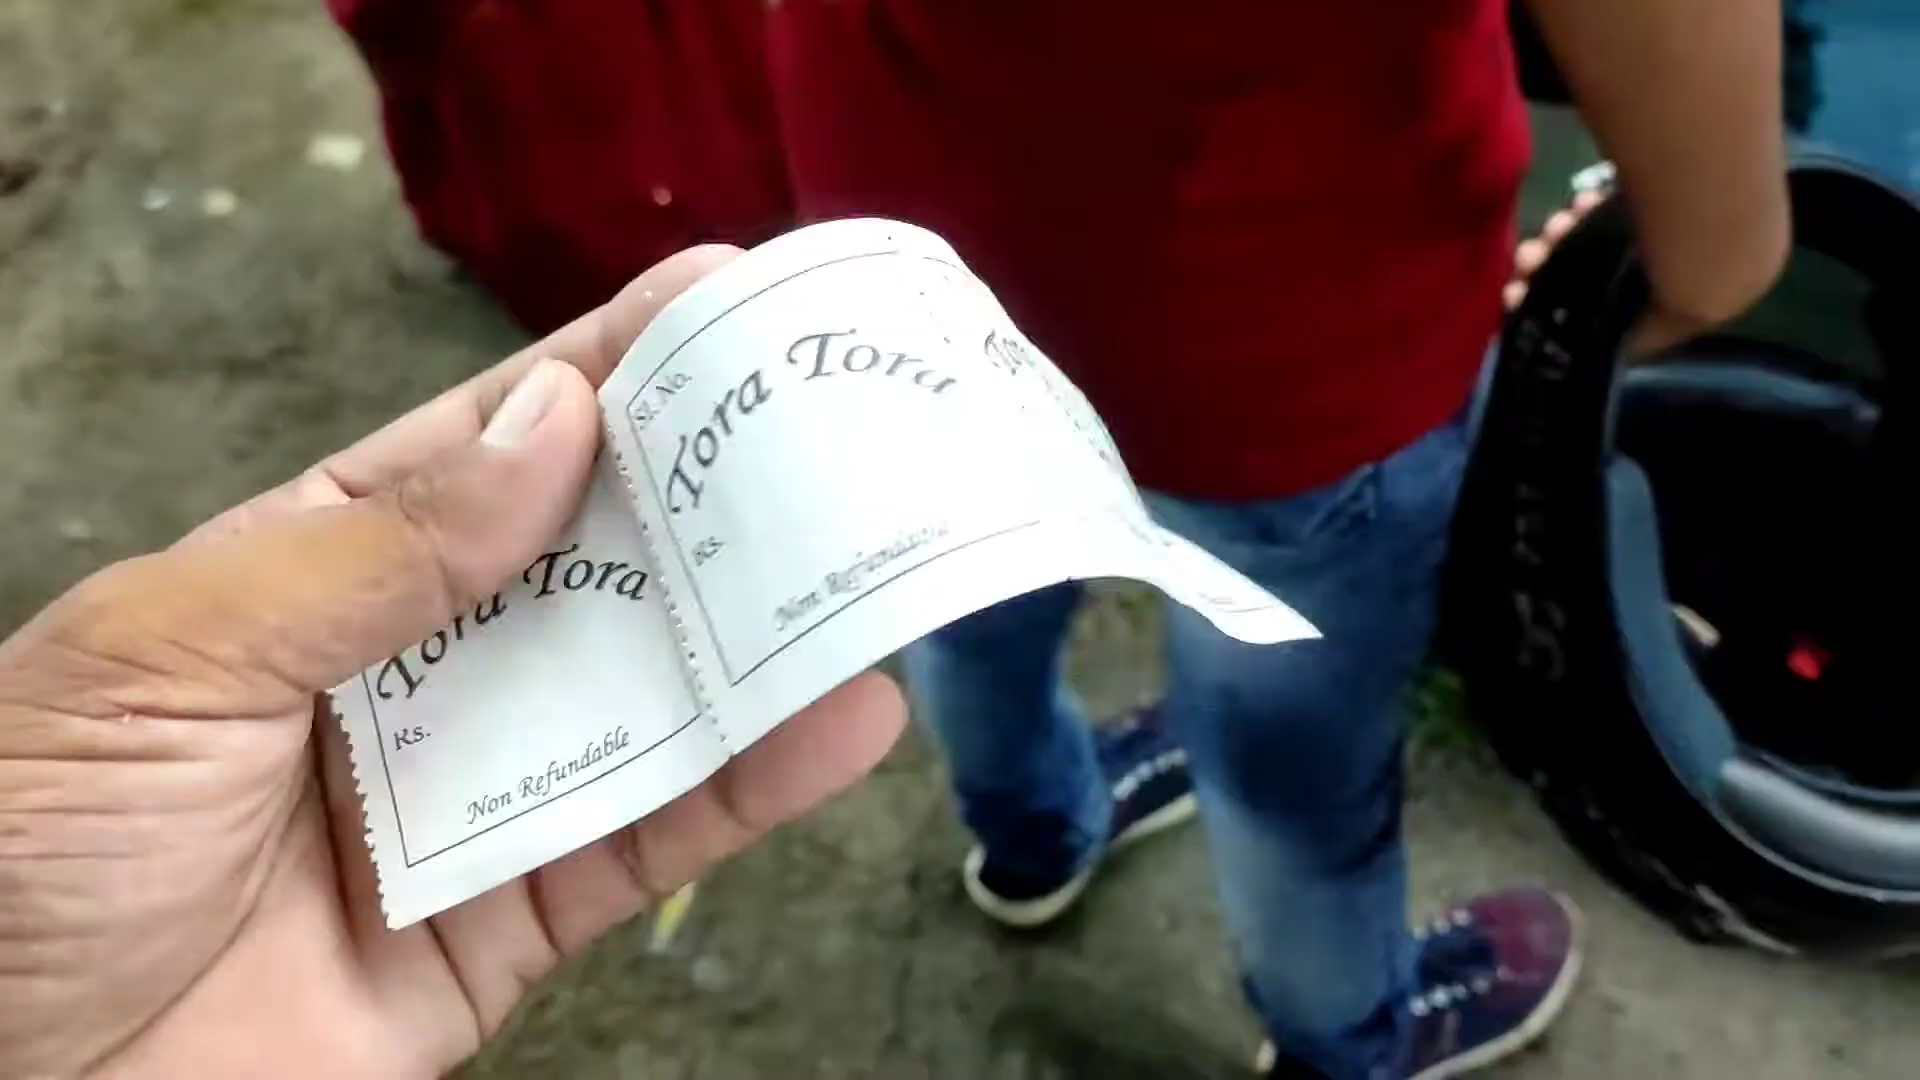 Sl. No.
Tora Tora
Rs.
Non Refundable
Tora Tora
Rs.
Non Refundable